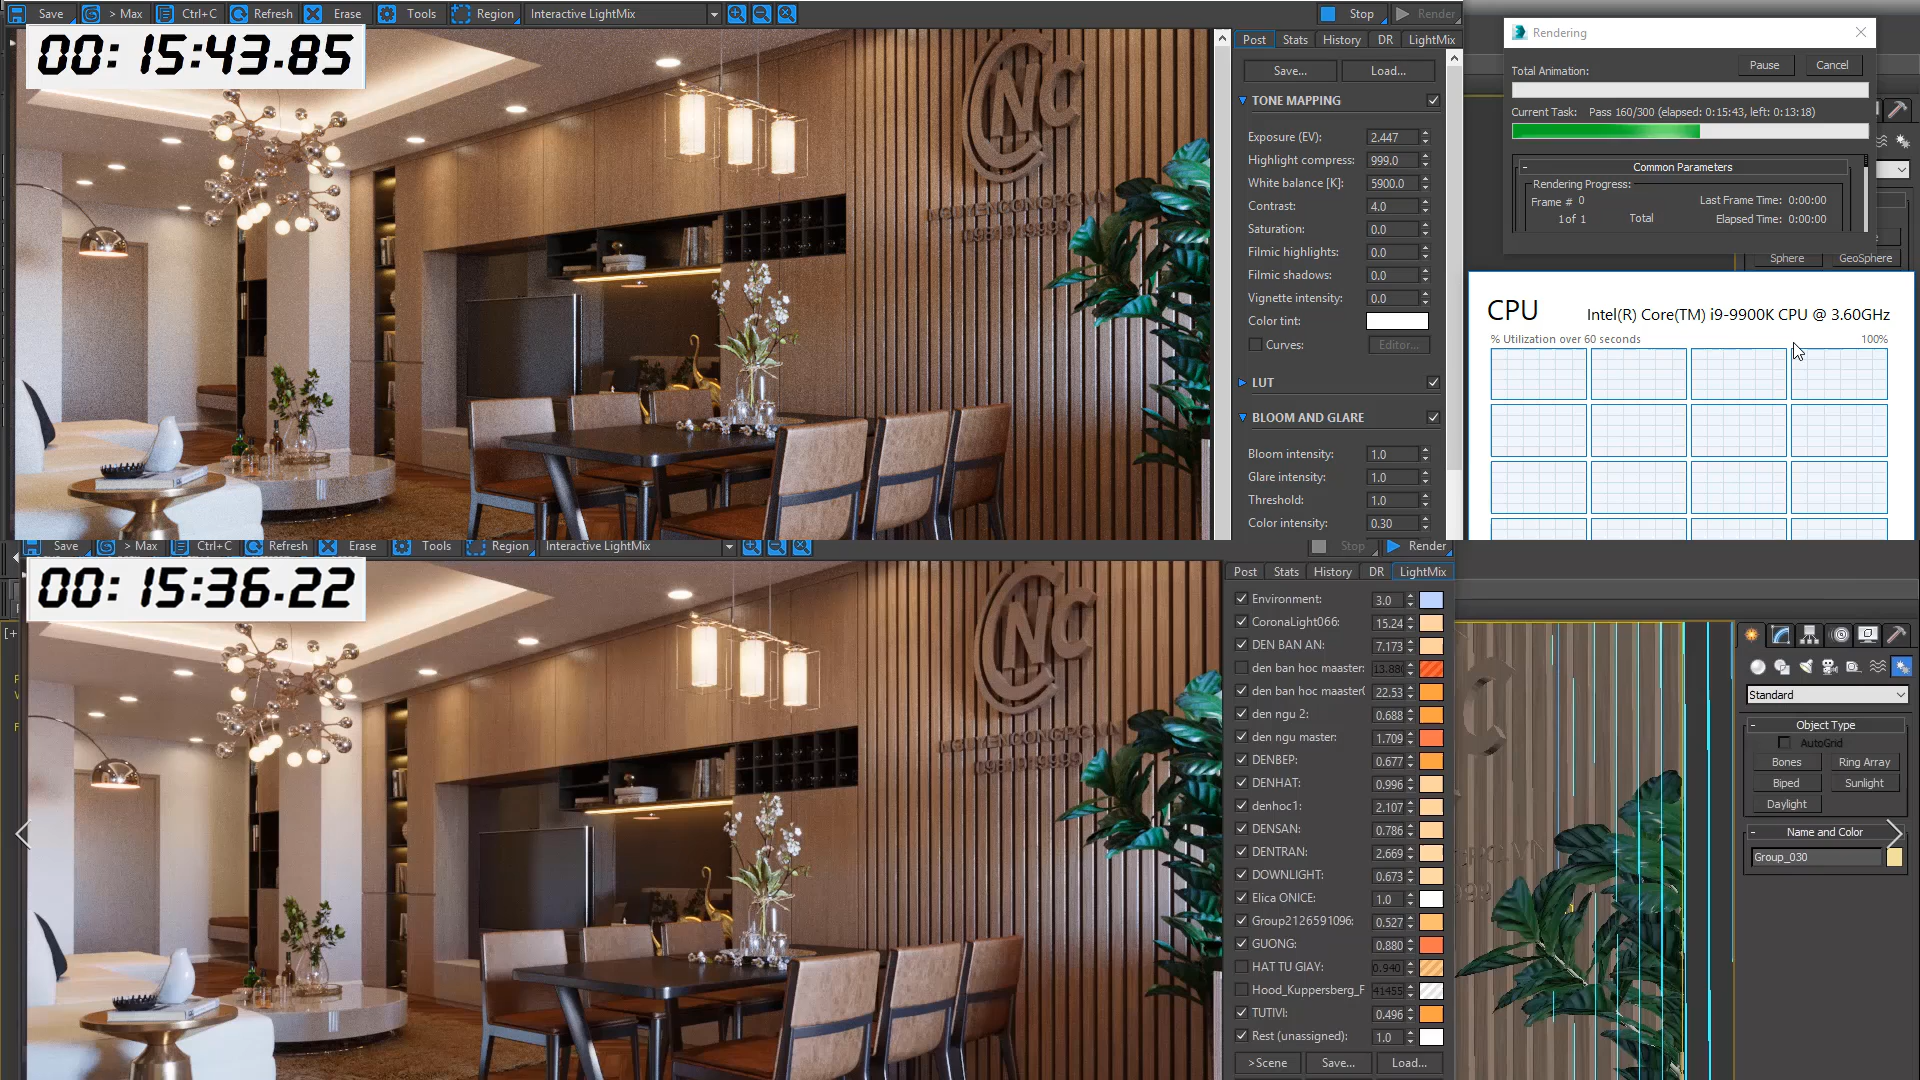 Save > Max Ctrl+C Refresh Erase Tools Region Interactive LightMix Stop Render
00:15:43.85
Post Stats History DR LightMix
Save... Load...
TONE MAPPING
Exposure (EV): 2.447
Highlight compress: 999.0
White balance [K]: 5900.0
Contrast: 4.0
Saturation: 0.0
Filmic highlights: 0.0
Filmic shadows: 0.0
Vignette intensity: 0.0
Color tint:
Curves: Editor...
LUT
BLOOM AND GLARE
Bloom intensity: 1.0
Glare intensity: 1.0
Threshold: 1.0
Color intensity: 0.30
CNC
NGUYENCONGPC.VN
Rendering
Total Animation: Pause Cancel
Current Task: Pass 160/300 (elapsed: 0:15:43, left: 0:13:18)
- Common Parameters
Rendering Progress:
Frame # 0 Last Frame Time: 0:00:00
1 of 1 Total Elapsed Time: 0:00:00
Sphere GeoSphere
CPU Intel(R) Core(TM) i9-9900K CPU @ 3.60GHz
% Utilization over 60 seconds 100%
Save > Max Ctrl+C Refresh Erase Tools Region Interactive LightMix Stop Render
00:15:36.22
[+
Post Stats History DR LightMix
Environment: 3.0
CoronaLight066: 15.24
DEN BAN AN: 7.173
den ban hoc maaster: 13.88
den ban hoc maaster( 22.53
den ngu 2: 0.688
den ngu master: 1.709
DENBEP: 0.677
DENHAT: 0.996
denhoc1: 2.107
DENSAN: 0.786
DENTRAN: 2.669
DOWNLIGHT: 0.673
Elica ONICE: 1.0
Group2126591096: 0.527
GUONG: 0.880
HAT TU GIAY: 0.940
Hood_Kuppersberg_F 41455
TUTIVI: 0.496
Rest (unassigned): 1.0
>Scene Save... Load...
CNC
NGUYENCONGPC.VN
Standard
- Object Type
AutoGrid
Bones Ring Array
Biped Sunlight
Daylight
- Name and Color
Group_030